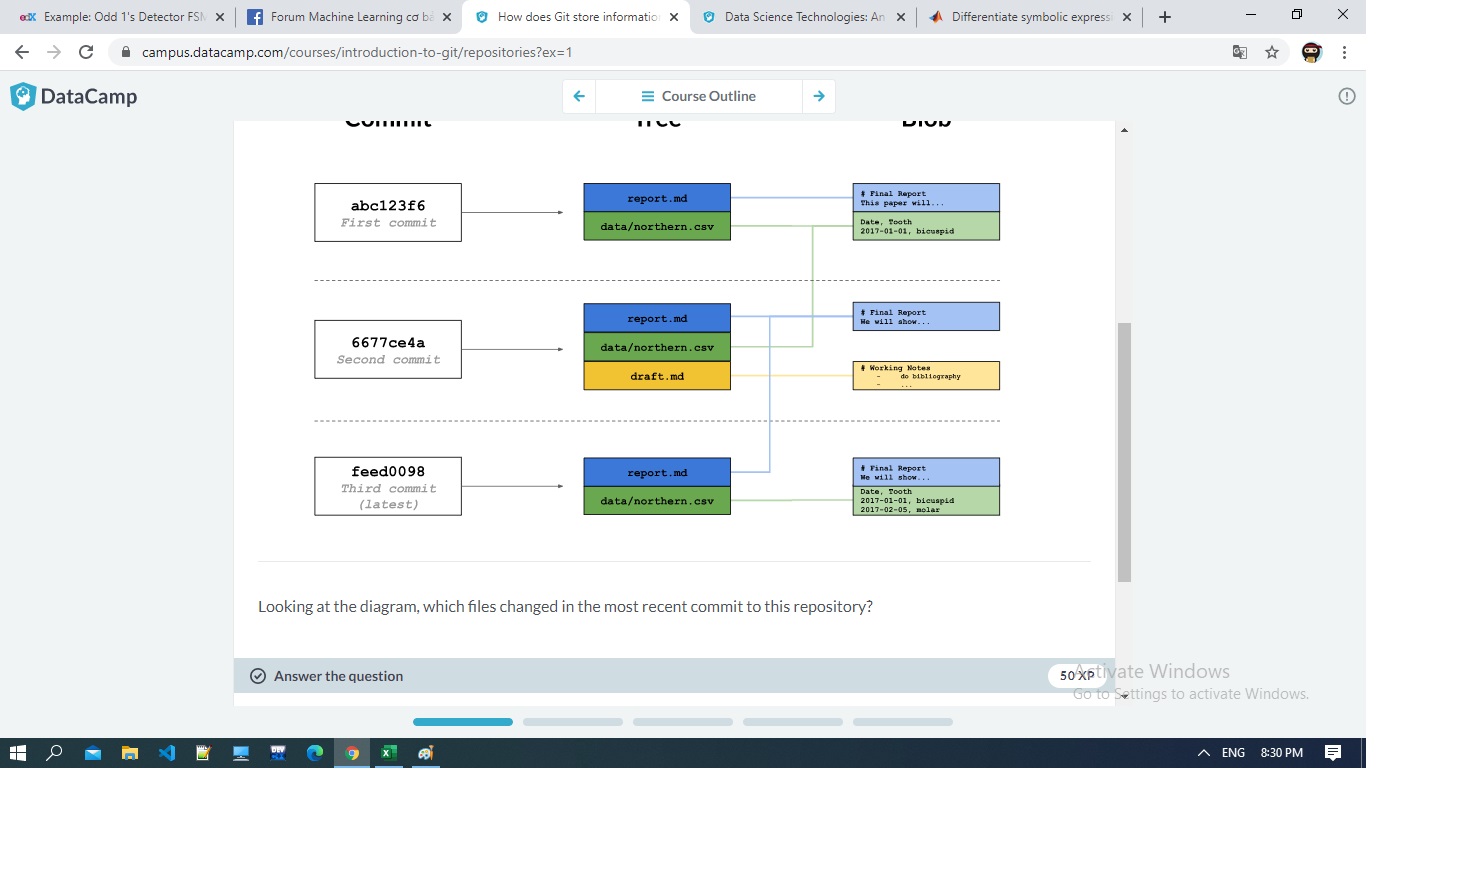 Example: Odd 1's Detector FSM
Forum Machine Learning cơ bả
How does Git store informatio
Data Science Technologies: An
Differentiate symbolic express
campus.datacamp.com/courses/introduction-to-git/repositories?ex=1
DataCamp
Course Outline
Commit Tree Blob
abc123f6
First commit
report.md
data/northern.csv
# Final Report
This paper will...
Date, Tooth
2017-01-01, bicuspid
6677ce4a
Second commit
report.md
data/northern.csv
draft.md
# Final Report
We will show...
# Working Notes
- do bibliography
- ...
feed0098
Third commit
(latest)
report.md
data/northern.csv
# Final Report
We will show...
Date, Tooth
2017-01-01, bicuspid
2017-02-05, molar
Looking at the diagram, which files changed in the most recent commit to this repository?
Answer the question
50 XP
Activate Windows
Go to Settings to activate Windows.
ENG
8:30 PM